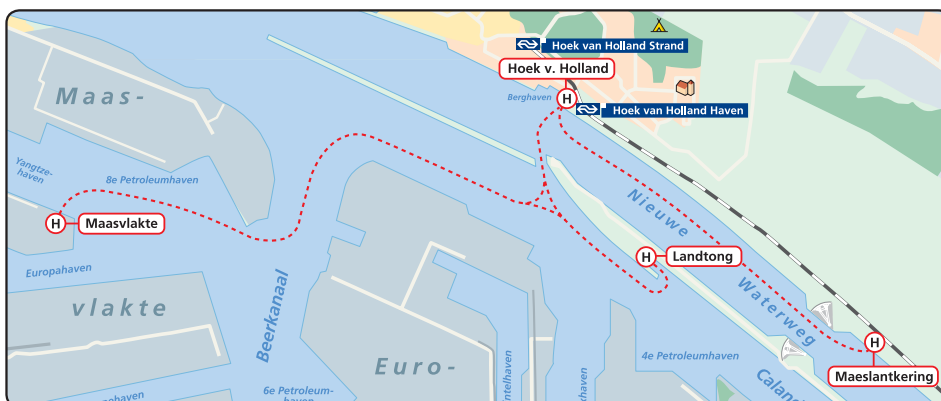 Hoek van Holland Strand
Hoek v. Holland
Berghaven
H
Hoek van Holland Haven
Maas-
Yangtze-
haven
8e Petroleumhaven
H
Maasvlakte
Nieuwe
H
Landtong
Europahaven
vlakte
Beerkanaal
Waterweg
H
Maeslantkering
Euro-
4e Petroleumhaven
6e Petroleum-
haven